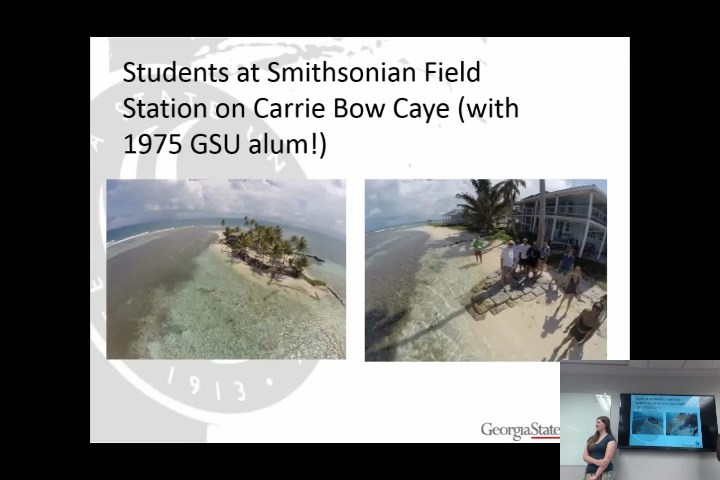 Students at Smithsonian Field
Station on Carrie Bow Caye (with
1975 GSU alum!)
1913
GeorgiaState